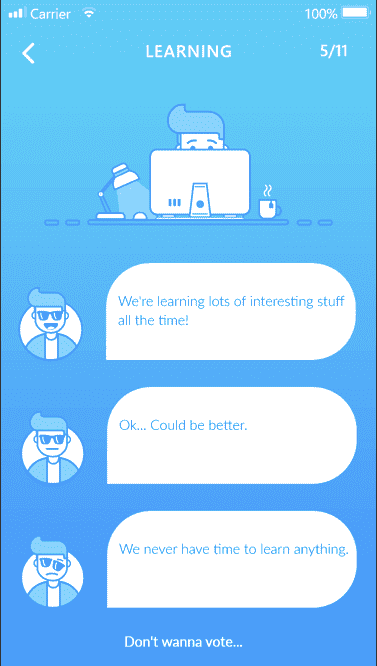 Carrier 100%
LEARNING 5/11
We're learning lots of interesting stuff
all the time!
Ok... Could be better.
We never have time to learn anything.
Don't wanna vote...